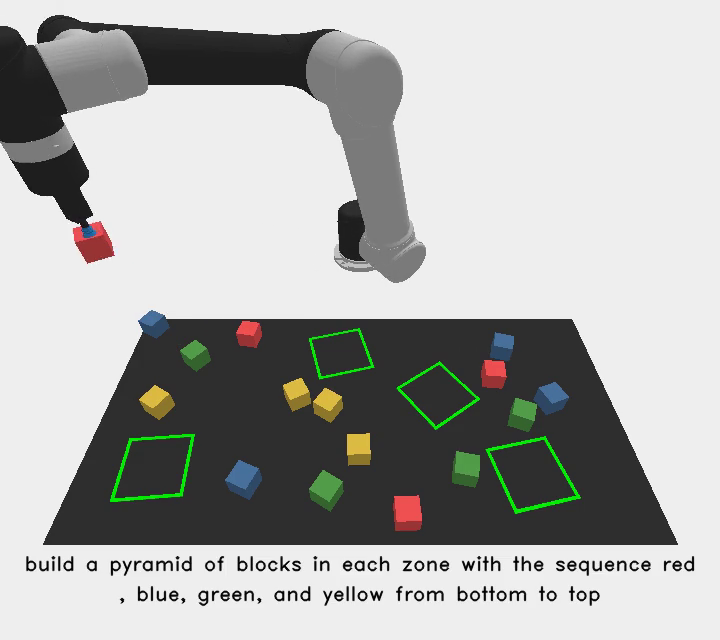 build a pyramid of blocks in each zone with the sequence red
, blue, green, and yellow from bottom to top